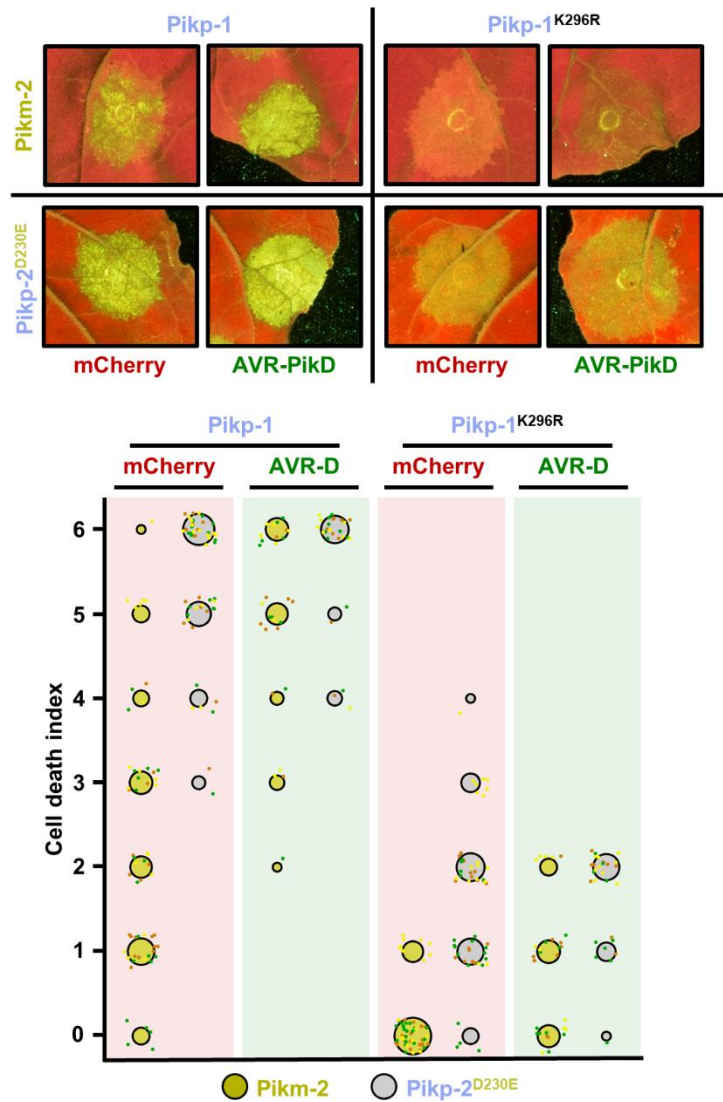 Pikp-1 Pikp-1K296R
Pikm-2
Pikp-2D230E
mCherry AVR-PikD mCherry AVR-PikD
Pikp-1 Pikp-1K296R
mCherry AVR-D mCherry AVR-D
Cell death index
6
5
4
3
2
1
0
Pikm-2 Pikp-2D230E